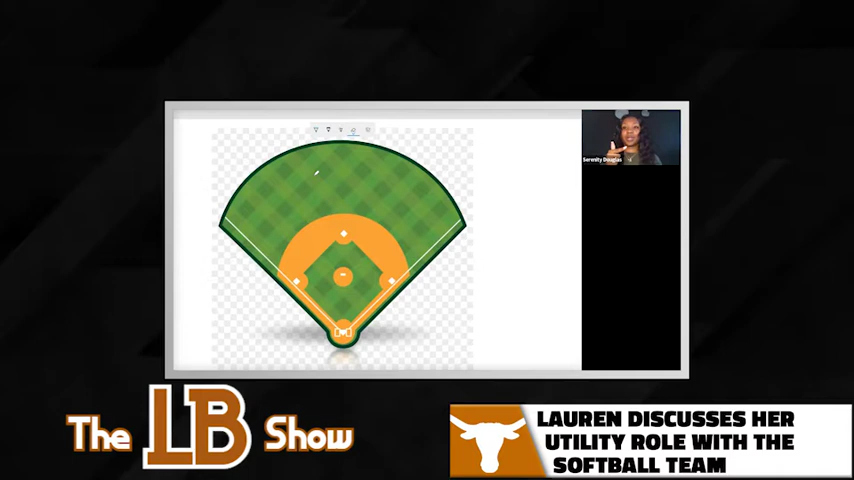 Serenity Douglas
The LB Show
LAUREN DISCUSSES HER
UTILITY ROLE WITH THE
SOFTBALL TEAM